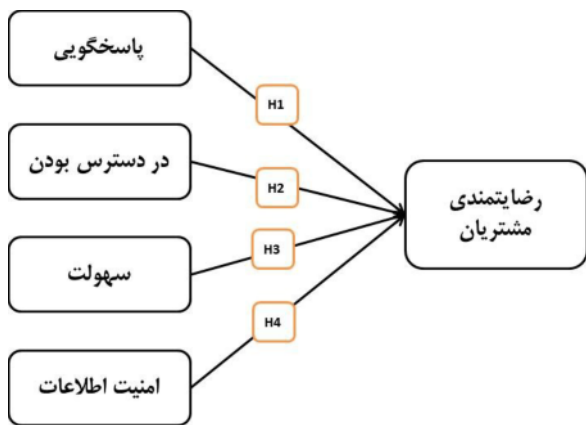 پاسخگویی
H1
در دسترس بودن
H2
رضایتمندی
مشتریان
H3
سهولت
H4
امنیت اطلاعات